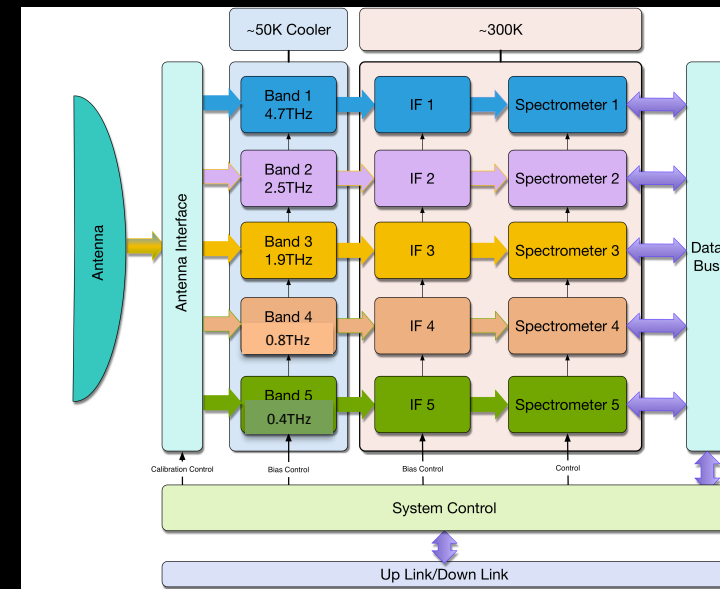 ~50K Cooler
~300K
Antenna
Antenna Interface
Band 1
4.7THz
IF 1
Spectrometer 1
Band 2
2.5THz
IF 2
Spectrometer 2
Band 3
1.9THz
IF 3
Spectrometer 3
Band 4
0.8THz
IF 4
Spectrometer 4
Band 5
0.4THz
IF 5
Spectrometer 5
Data
Bus
Calibration Control
Bias Control
Bias Control
Control
System Control
Up Link/Down Link